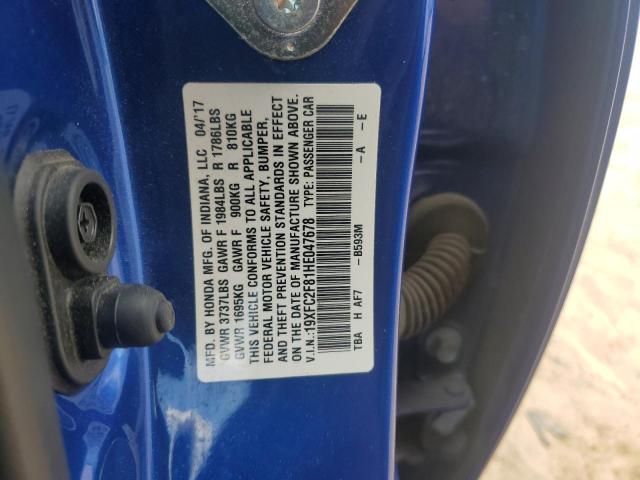 MFD. BY HONDA MFG. OF INDIANA, LLC 04/'17
GVWR 3737LBS GAWR F 1984LBS R 1786LBS
GVWR 1695KG GAWR F 900KG R 810KG
THIS VEHICLE CONFORMS TO ALL APPLICABLE
FEDERAL MOTOR VEHICLE SAFETY, BUMPER,
AND THEFT PREVENTION STANDARDS IN EFFECT
ON THE DATE OF MANUFACTURE SHOWN ABOVE.
V.I.N.:19XFC2F81HE047678 TYPE: PASSENGER CAR
TBA H AF7 -B593M -A -E